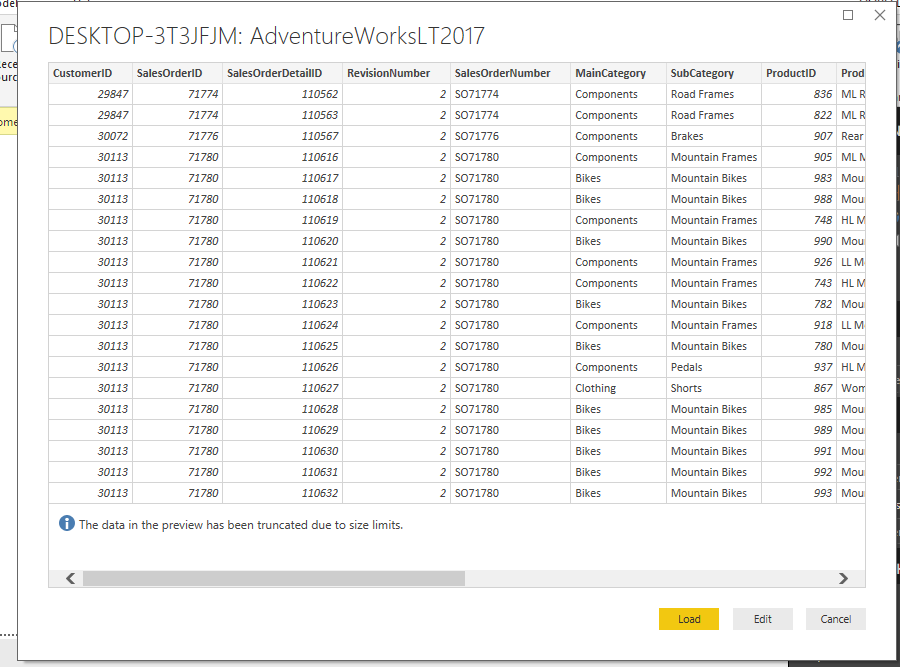 DESKTOP-3T3JFJM: AdventureWorksLT2017
CustomerID SalesOrderID SalesOrderDetailID RevisionNumber SalesOrderNumber MainCategory SubCategory ProductID Prod
29847 71774 110562 2 SO71774 Components Road Frames 836 ML R
29847 71774 110563 2 SO71774 Components Road Frames 822 ML R
30072 71776 110567 2 SO71776 Components Brakes 907 Rear
30113 71780 110616 2 SO71780 Components Mountain Frames 905 ML M
30113 71780 110617 2 SO71780 Bikes Mountain Bikes 983 Mou
30113 71780 110618 2 SO71780 Bikes Mountain Bikes 988 Mou
30113 71780 110619 2 SO71780 Components Mountain Frames 748 HL M
30113 71780 110620 2 SO71780 Bikes Mountain Bikes 990 Mou
30113 71780 110621 2 SO71780 Components Mountain Frames 926 LL M
30113 71780 110622 2 SO71780 Components Mountain Frames 743 HL M
30113 71780 110623 2 SO71780 Bikes Mountain Bikes 782 Mou
30113 71780 110624 2 SO71780 Components Mountain Frames 918 LL M
30113 71780 110625 2 SO71780 Bikes Mountain Bikes 780 Mou
30113 71780 110626 2 SO71780 Components Pedals 937 HL M
30113 71780 110627 2 SO71780 Clothing Shorts 867 Wom
30113 71780 110628 2 SO71780 Bikes Mountain Bikes 985 Mou
30113 71780 110629 2 SO71780 Bikes Mountain Bikes 989 Mou
30113 71780 110630 2 SO71780 Bikes Mountain Bikes 991 Mou
30113 71780 110631 2 SO71780 Bikes Mountain Bikes 992 Mou
30113 71780 110632 2 SO71780 Bikes Mountain Bikes 993 Mou
The data in the preview has been truncated due to size limits.
Load Edit Cancel